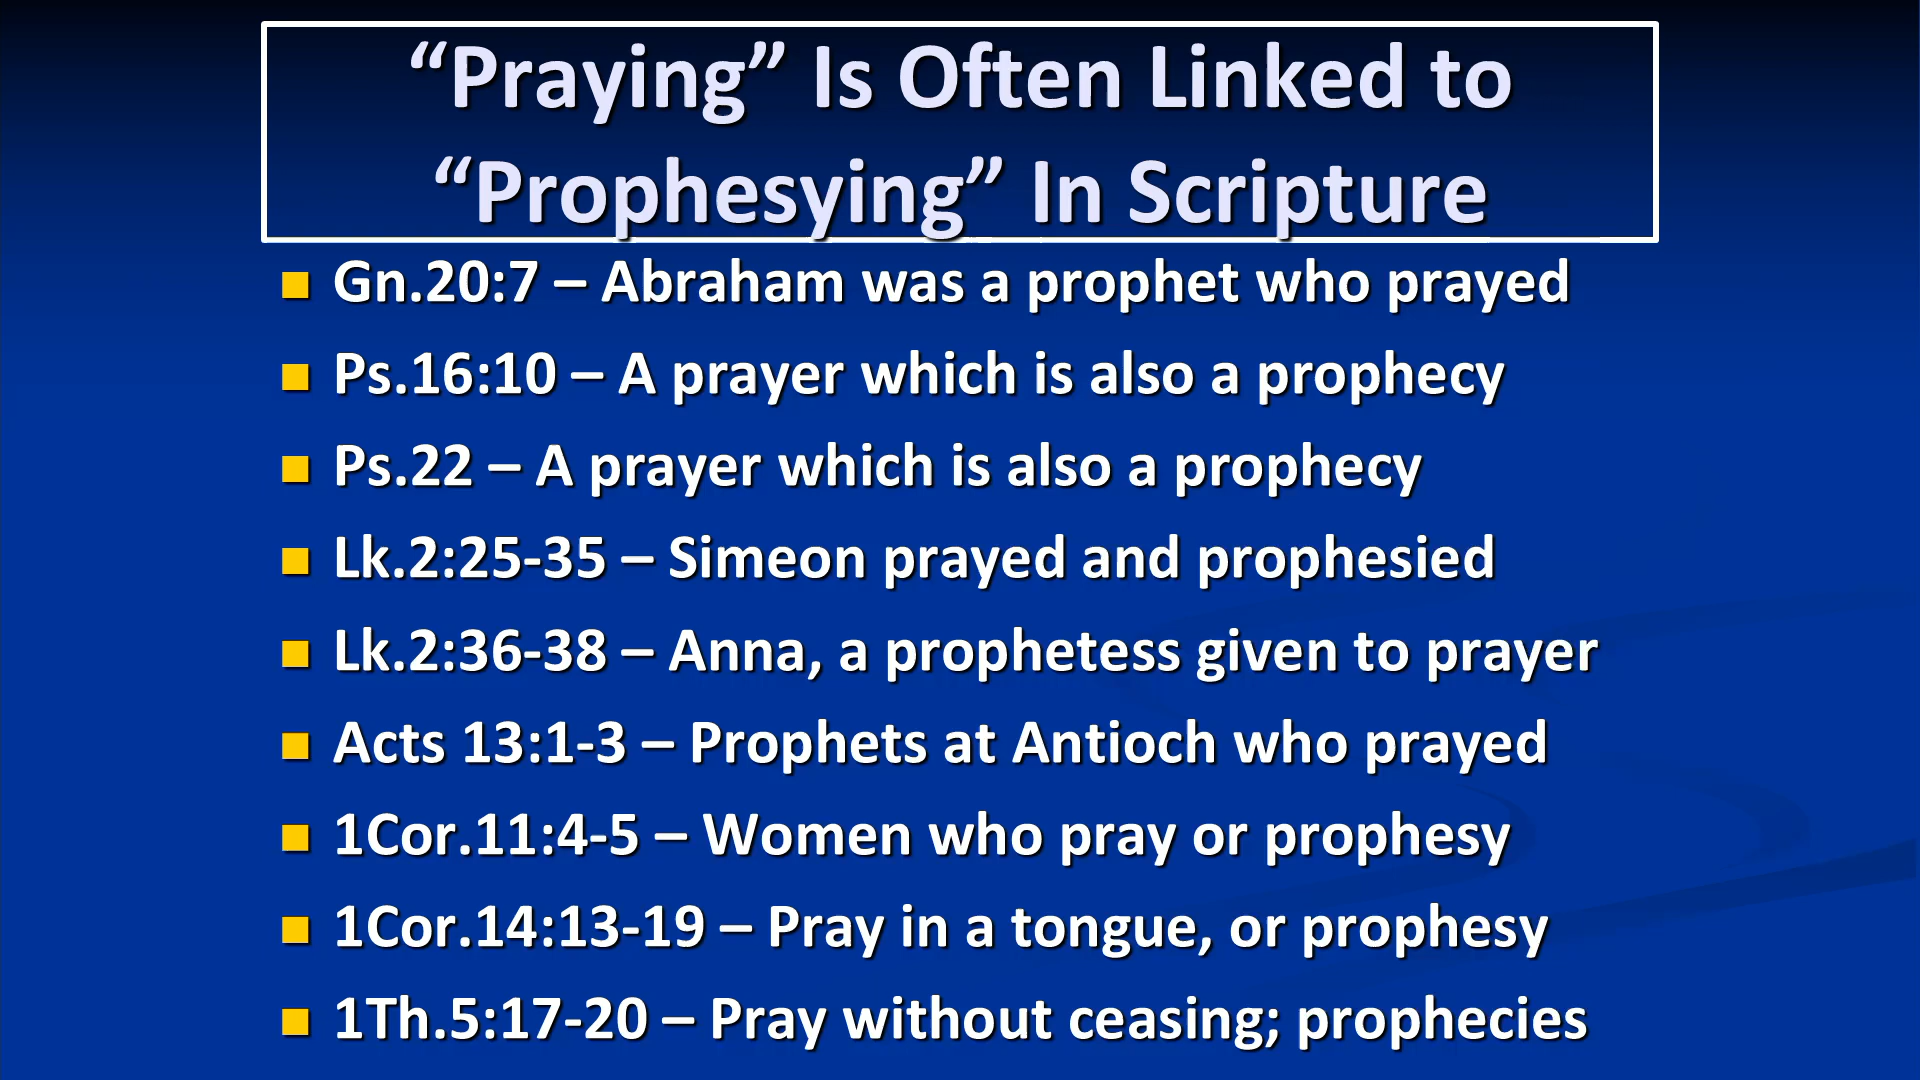 “Praying” Is Often Linked to
“Prophesying” In Scripture
Gn.20:7 – Abraham was a prophet who prayed
Ps.16:10 – A prayer which is also a prophecy
Ps.22 – A prayer which is also a prophecy
Lk.2:25-35 – Simeon prayed and prophesied
Lk.2:36-38 – Anna, a prophetess given to prayer
Acts 13:1-3 – Prophets at Antioch who prayed
1Cor.11:4-5 – Women who pray or prophesy
1Cor.14:13-19 – Pray in a tongue, or prophesy
1Th.5:17-20 – Pray without ceasing; prophecies